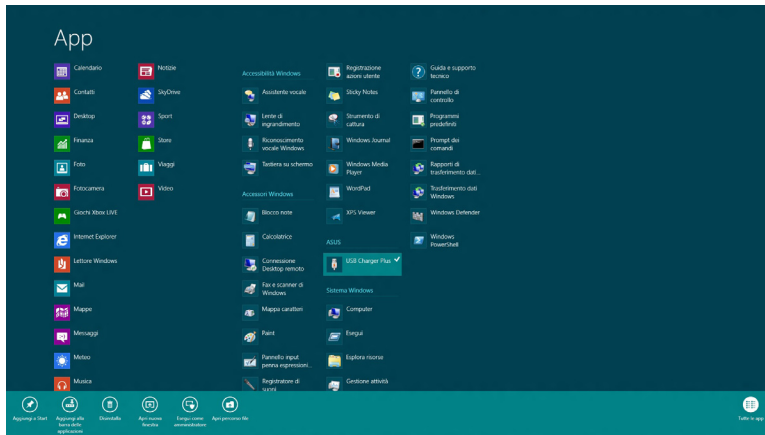 App
Calendario
Contatti
Desktop
Finanza
Foto
Fotocamera
Giochi Xbox LIVE
Internet Explorer
Lettore Windows
Mail
Mappe
Messaggi
Meteo
Musica
Notizie
SkyDrive
Sport
Store
Viaggi
Video
Accessibilità Windows
Assistente vocale
Lente di
ingrandimento
Riconoscimento
vocale Windows
Tastiera su schermo
Accessori Windows
Blocco note
Calcolatrice
Connessione
Desktop remoto
Fax e scanner di
Windows
Mappa caratteri
Paint
Pannello input
penna espressioni...
Registratore di
suoni
Registrazione
azioni utente
Sticky Notes
Strumento di
cattura
Windows Journal
Windows Media
Player
WordPad
XPS Viewer
ASUS
USB Charger Plus
Sistema Windows
Computer
Esegui
Esplora risorse
Gestione attività
Guida e supporto
tecnico
Pannello di
controllo
Programmi
predefiniti
Prompt dei
comandi
Rapporti di
trasferimento dati...
Trasferimento dati
Windows
Windows Defender
Windows
PowerShell
Aggiungi a Start
Aggiungi alla
barra delle
applicazioni
Disinstalla
Apri nuova
finestra
Esegui come
amministratore
Apri percorso file
Tutte le app